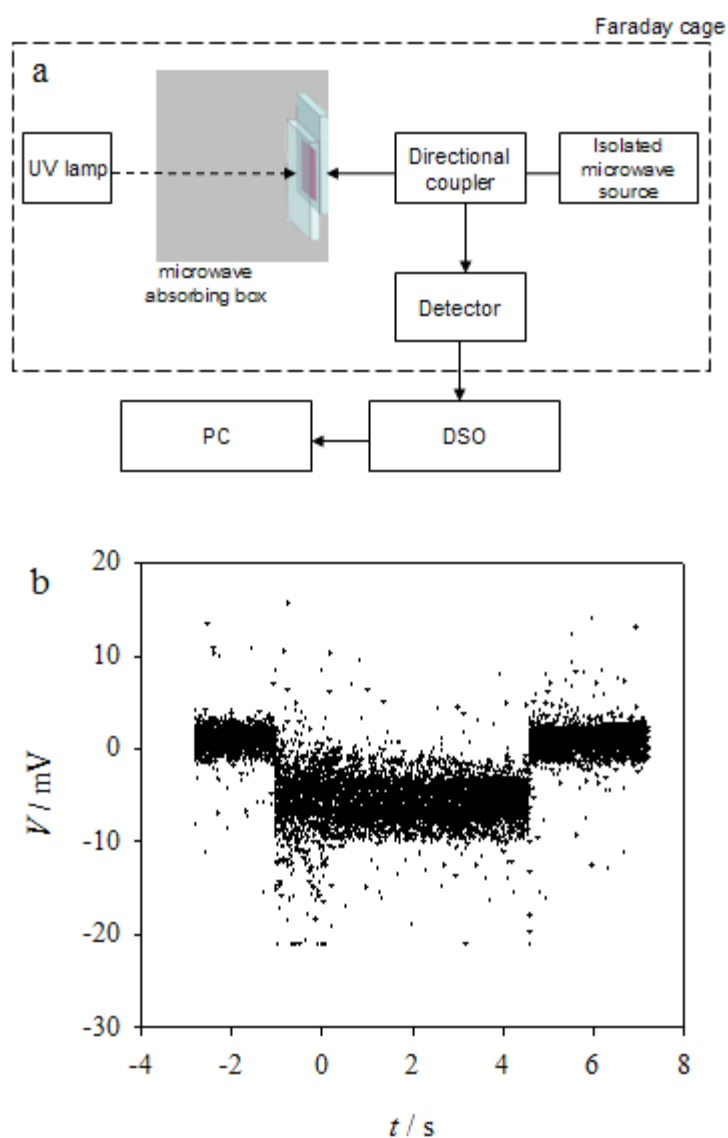 Faraday cage
a
UV lamp
Directional
coupler
Isolated
microwave
source
microwave
absorbing box
Detector
PC
DSO
b
20
10
0
-10
-20
-30
V / mV
-4
-2
0
2
4
6
8
t / s